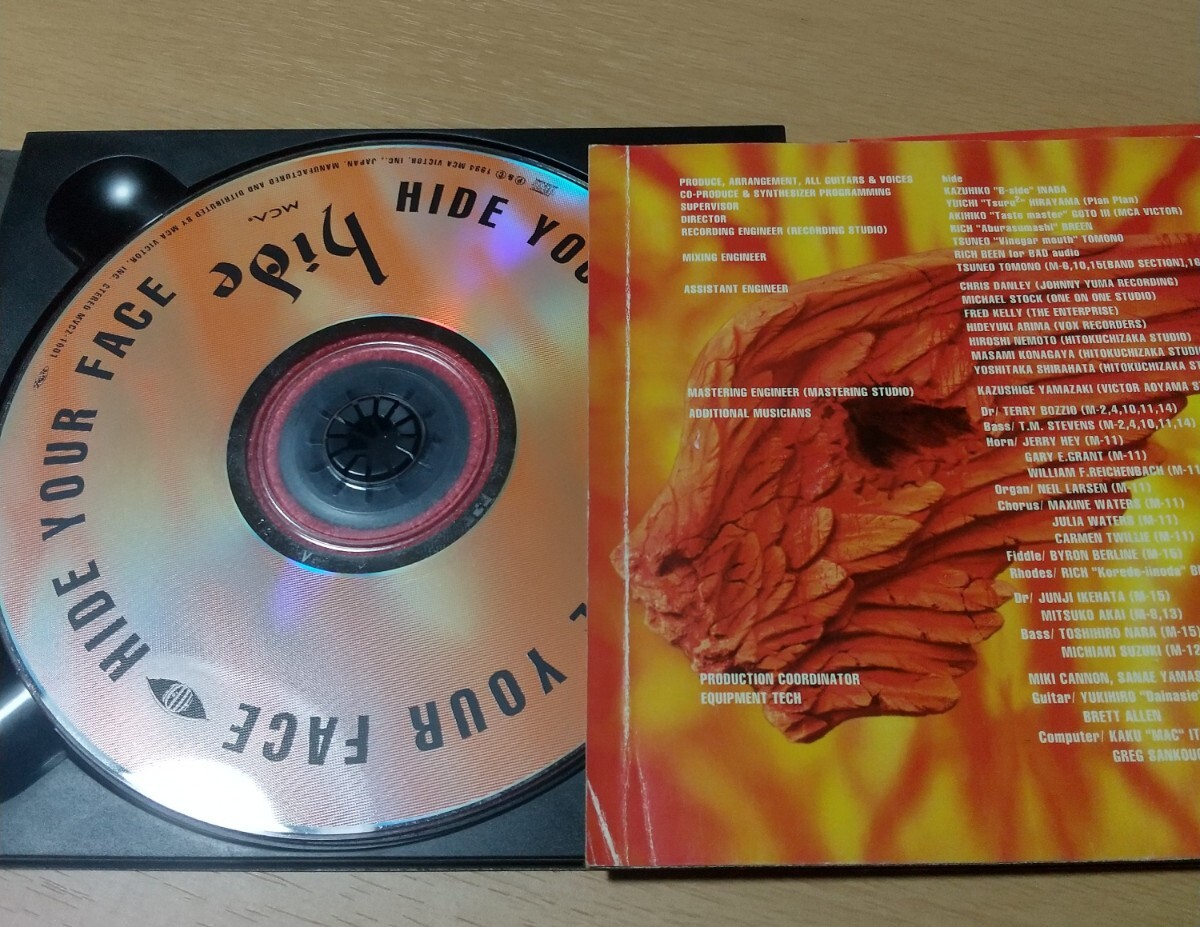 HIDE YOUR FACE
HIDE YOU
YOUR FACE
hide
MCA®
℗&© 1994 MCA VICTOR, INC., JAPAN. MANUFACTURED AND DISTRIBUTED BY MCA VICTOR, INC. STEREO MVCZ-10
PRODUCE, ARRANGEMENT, ALL GUITARS & VOICES hide
CO-PRODUCE & SYNTHESIZER PROGRAMMING KAZUHIKO "B-side" INADA
SUPERVISOR YUICHI "Tsuru HIRAYAMA (Plan Plan)
DIRECTOR AKIHIKO "Taste master" GOTO III (MCA VICTOR)
RECORDING ENGINEER (RECORDING STUDIO) RICH "Aburasumashi" BREEN
TSUNEO "Vinegar mouth" TOMONO
MIXING ENGINEER RICH BEEN for BAD audio
TSUNEO TOMONO (M-6,10,15[BAND SECTION],16
ASSISTANT ENGINEER CHRIS DANLEY (JOHNNY YUMA RECORDING)
MICHAEL STOCK (ONE ON ONE STUDIO)
FRED KELLY (THE ENTERPRISE)
HIDEYUKI ARIMA (VOX RECORDERS)
HIROSHI NEMOTO (HITOKUCHIZAKA STUDIO)
MASAMI KONAGAYA (HITOKUCHIZAKA STUD
YOSHITAKA SHIRAHATA (HITOKUCHIZAKA ST
MASTERING ENGINEER (MASTERING STUDIO) KAZUSHIGE YAMAZAKI (VICTOR AOYAMA S
ADDITIONAL MUSICIANS Dr/ TERRY BOZZIO (M-2,4,10,11,14)
Bass/ T.M. STEVENS (M-2,4,10,11,14)
Horn/ JERRY HEY (M-11)
GARY E.GRANT (M-11)
WILLIAM F.REICHENBACH (M-11
Organ/ NEIL LARSEN (M-11)
Chorus/ MAXINE WATERS (M-11)
JULIA WATERS (M-11)
CARMEN TWILLIE (M-11)
Fiddle/ BYRON BERLINE (M-16)
Rhodes/ RICH "Korede-iinoda" B
Dr/ JUNJI IKEHATA (M-15)
MITSUKO AKAI (M-6,13)
Bass/ TOSHIHIRO NARA (M-15)
MICHIAKI SUZUKI (M-12
PRODUCTION COORDINATOR MIKI CANNON, SANAE YAMAS
EQUIPMENT TECH Guitar/ YUKIHIRO "Dainasi
BRETT ALLEN
Computer/ KAKU "MAC" IT
GREG SANKOU